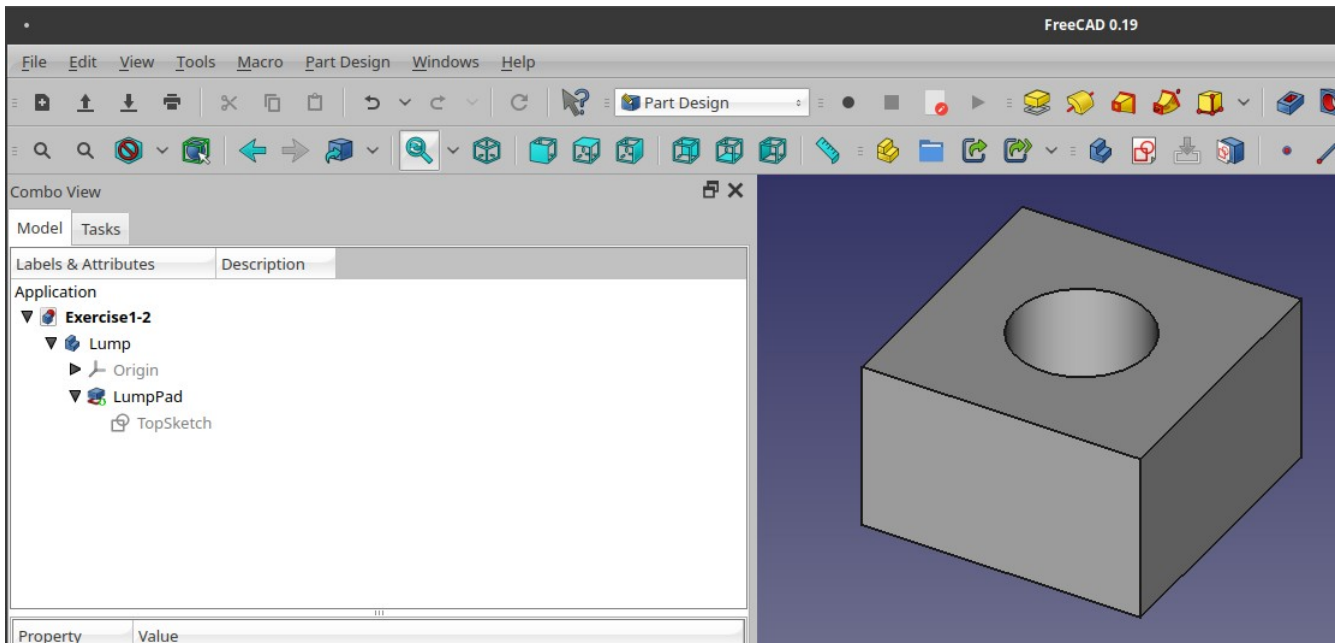 FreeCAD 0.19
File Edit View Tools Macro Part Design Windows Help
Part Design
Combo View
Model Tasks
Labels & Attributes Description
Application
Exercise1-2
Lump
Origin
LumpPad
TopSketch
Property Value